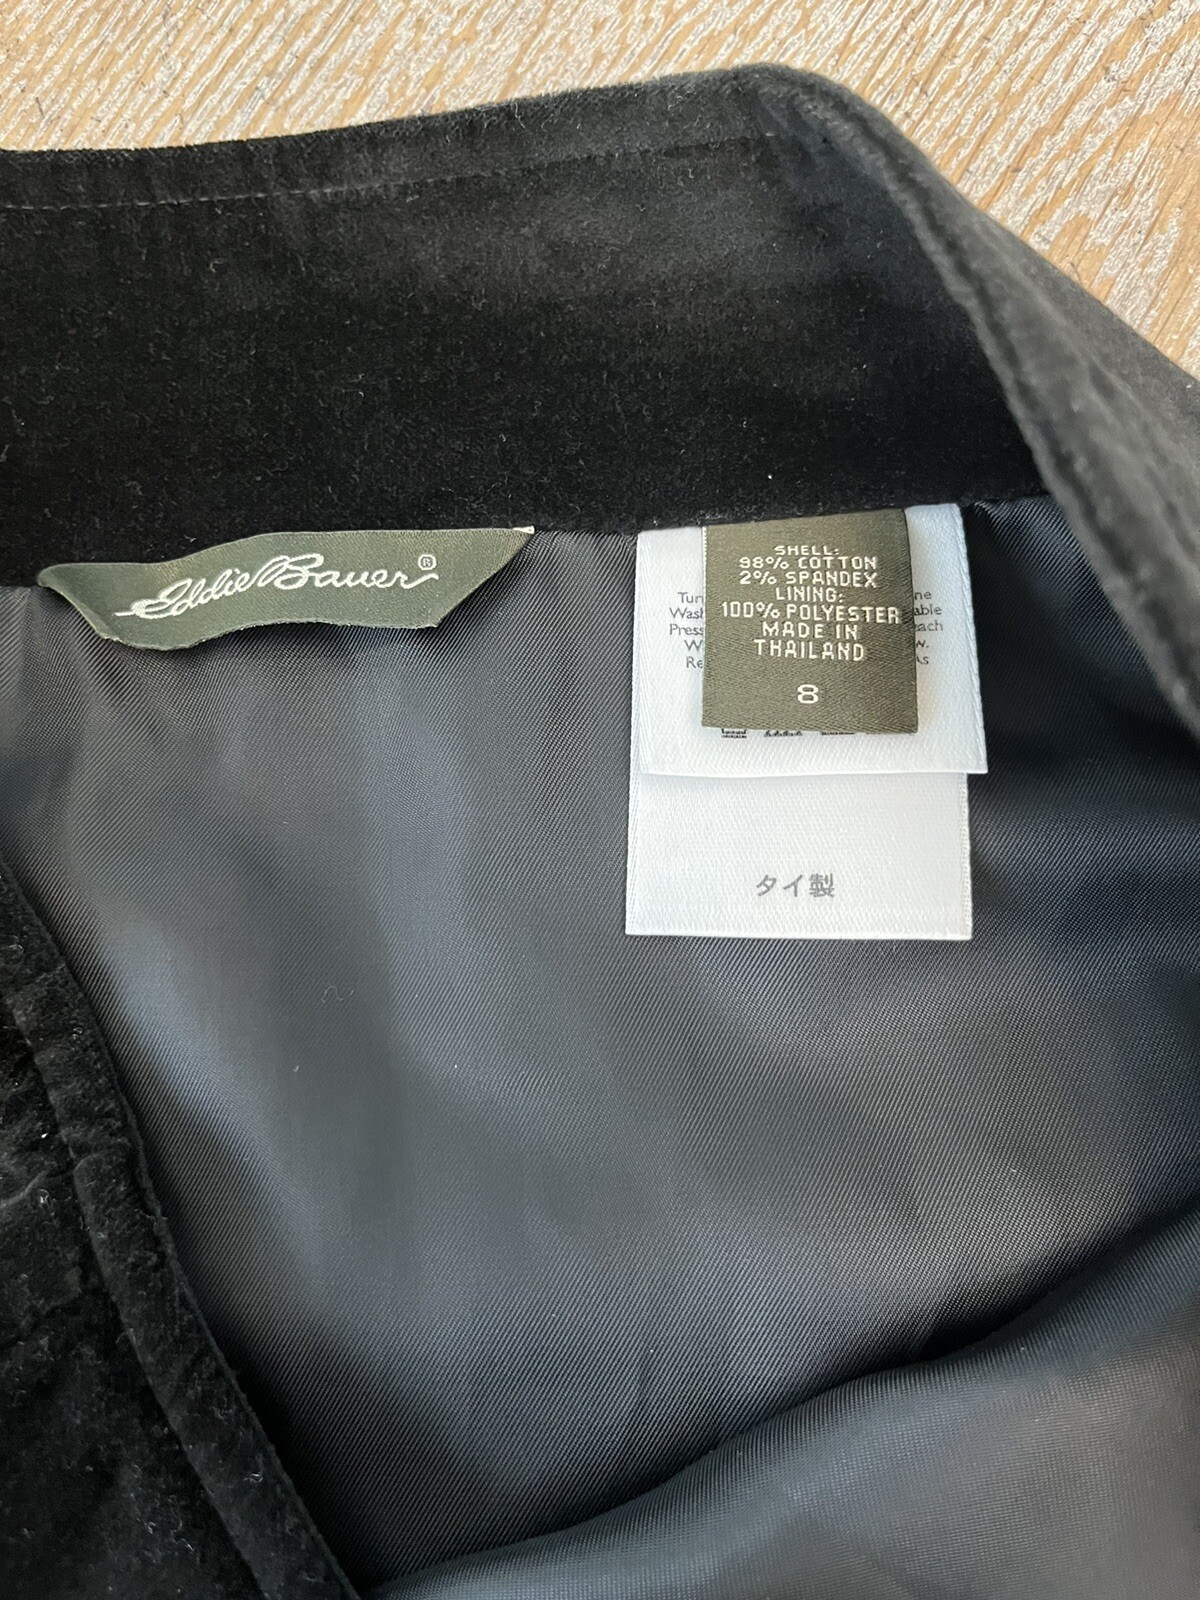 Eddie Bauer®
SHELL:
98% COTTON
2% SPANDEX
LINING:
100% POLYESTER
MADE IN
THAILAND
8
タイ製